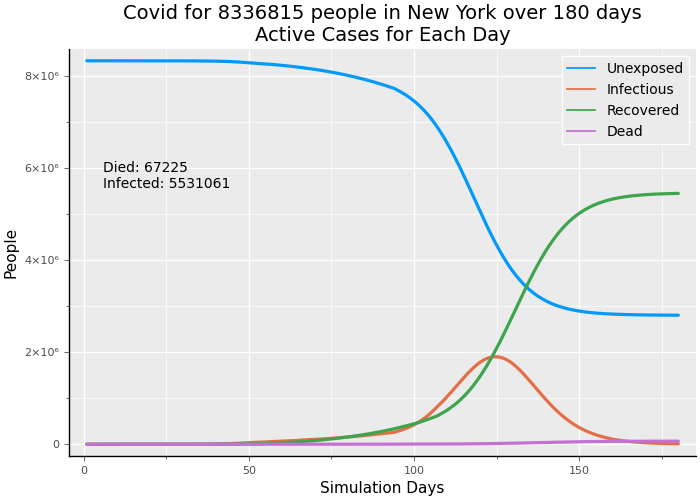 Covid for 8336815 people in New York over 180 days
Active Cases for Each Day
Unexposed
Infectious
Recovered
Dead
Died: 67225
Infected: 5531061
People
8×10⁶
6×10⁶
4×10⁶
2×10⁶
0
0 50 100 150
Simulation Days